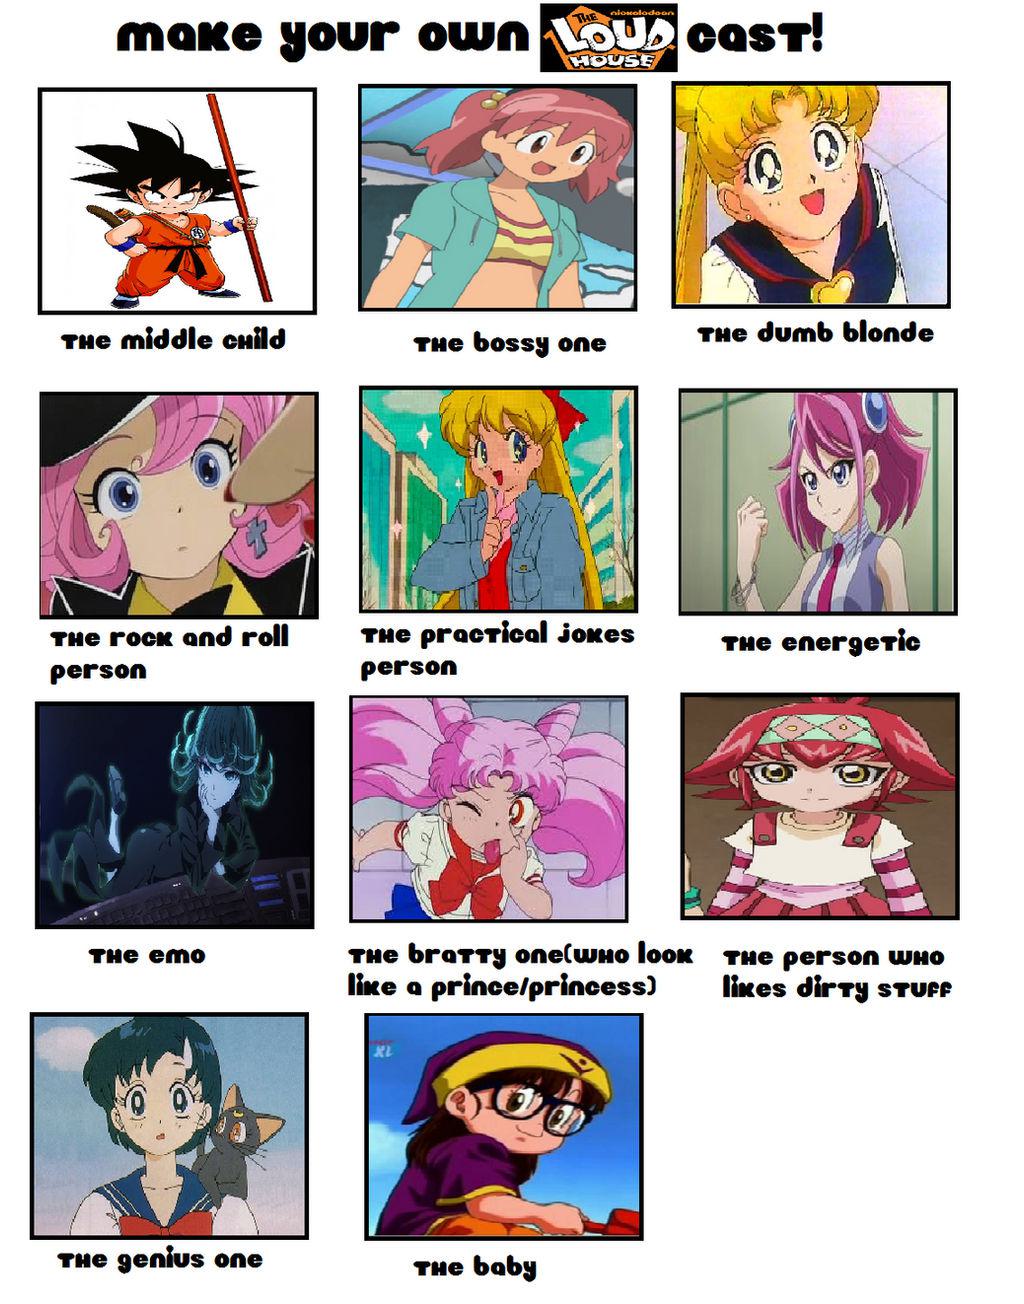 make your own nickelodeon THE LOUD HOUSE cast!
the middle child
the bossy one
the dumb blonde
the rock and roll
person
the practical jokes
person
the energetic
the emo
the bratty one(who look
like a prince/princess)
the person who
likes dirty stuff
the genius one
the baby